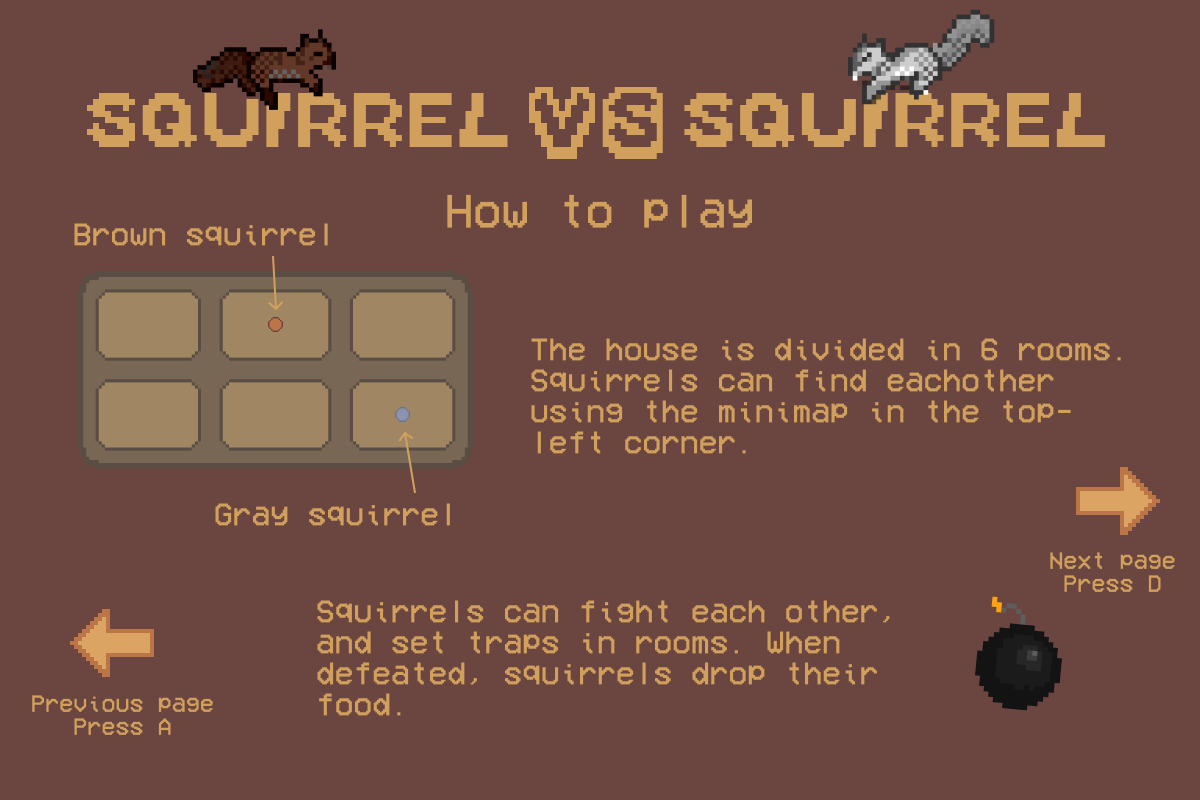 SQUIRREL VS SQUIRREL
How to play
Brown squirrel
The house is divided in 6 rooms.
Squirrels can find eachother
using the minimap in the top-
left corner.
Gray squirrel
Next page
Press D
Squirrels can fight each other,
and set traps in rooms. When
defeated, squirrels drop their
food.
Previous page
Press A